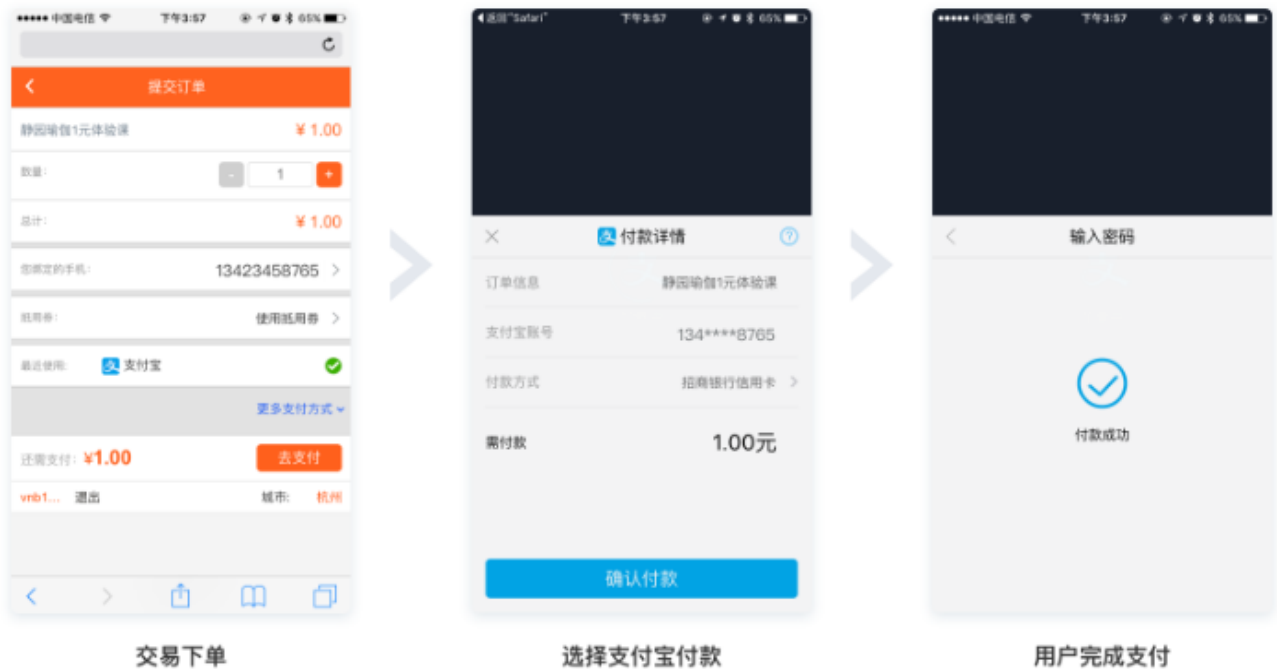 中国电信 下午3:57 65%
提交订单
静园瑜伽1元体验课 ¥ 1.00
数量: - 1 +
总计: ¥ 1.00
您绑定的手机: 13423458765
抵用券: 使用抵用券
最近使用: 支付宝
更多支付方式
还需支付: ¥1.00 去支付
vnb1... 退出 城市: 杭州
交易下单
返回"Safari" 下午3:57 65%
付款详情 ?
订单信息 静园瑜伽1元体验课
支付宝账号 134****8765
付款方式 招商银行信用卡
需付款 1.00元
确认付款
选择支付宝付款
中国电信 下午3:57 65%
输入密码
付款成功
用户完成支付